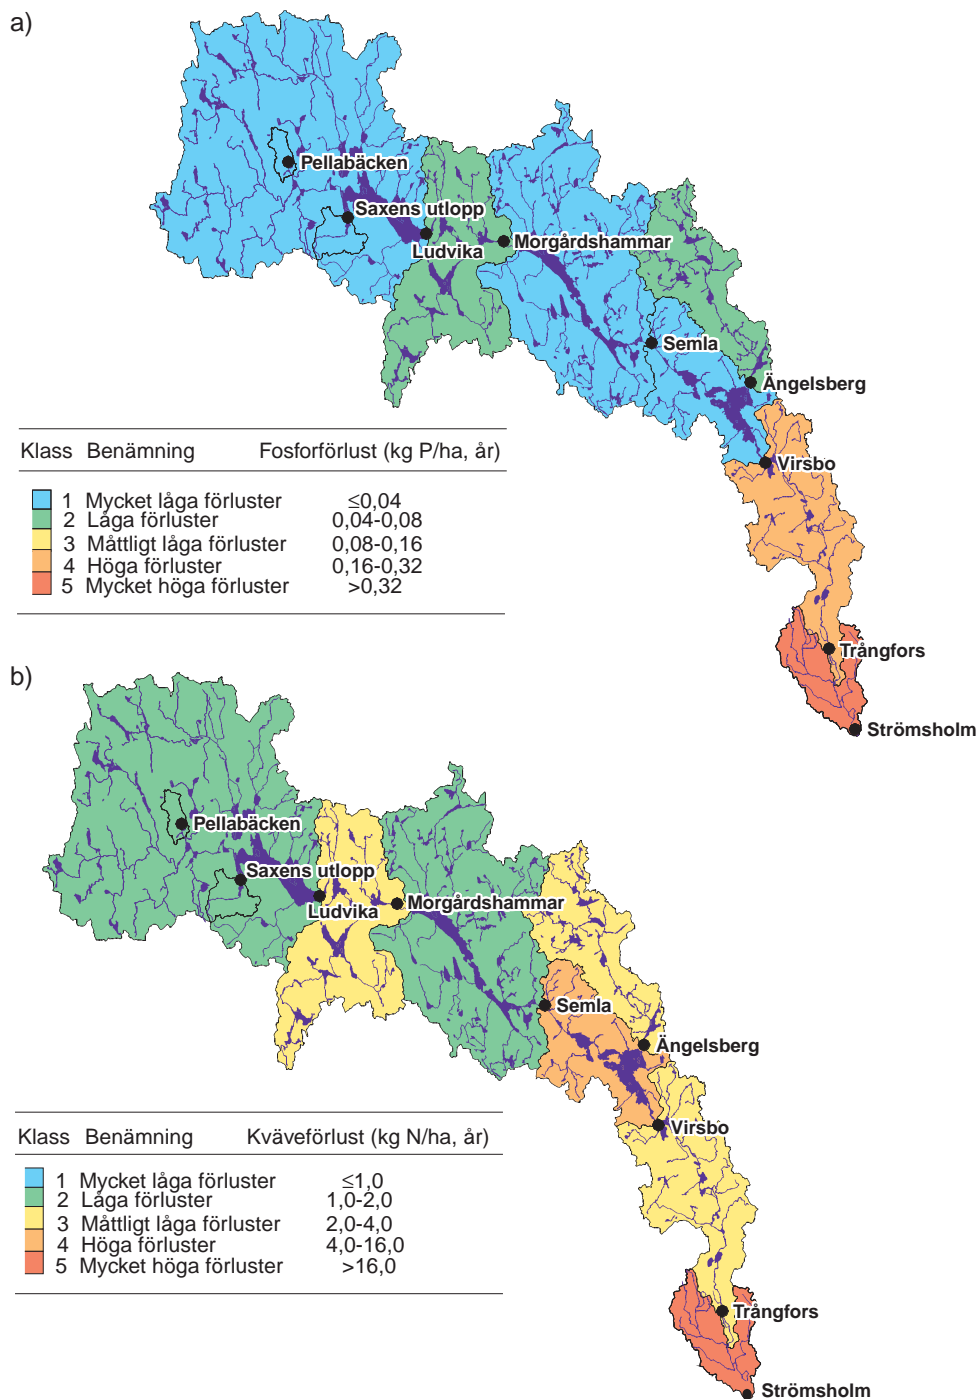 a)
Pellabäcken
Saxens utlopp
Ludvika
Morgårdshammar
Semla
Ängelsberg
Virsbo
Trångfors
Strömsholm
Klass Benämning Fosforförlust (kg P/ha, år)
1 Mycket låga förluster ≤0,04
2 Låga förluster 0,04-0,08
3 Måttligt låga förluster 0,08-0,16
4 Höga förluster 0,16-0,32
5 Mycket höga förluster >0,32
b)
Pellabäcken
Saxens utlopp
Ludvika
Morgårdshammar
Semla
Ängelsberg
Virsbo
Trångfors
Strömsholm
Klass Benämning Kväveförlust (kg N/ha, år)
1 Mycket låga förluster ≤1,0
2 Låga förluster 1,0-2,0
3 Måttligt låga förluster 2,0-4,0
4 Höga förluster 4,0-16,0
5 Mycket höga förluster >16,0